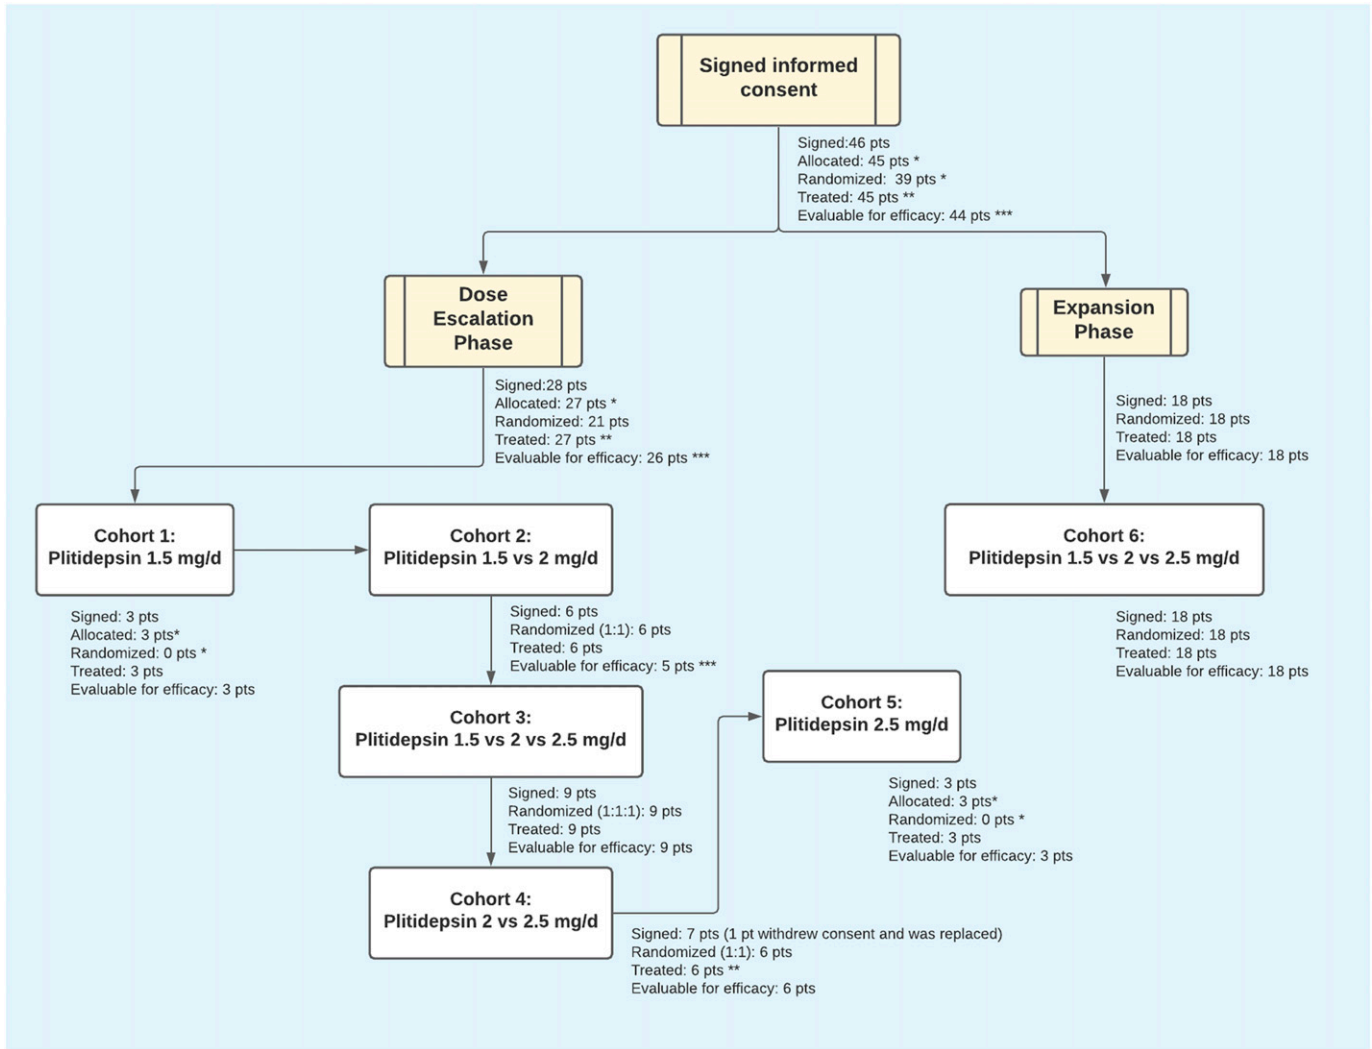 Signed informed
consent
Signed:46 pts
Allocated: 45 pts *
Randomized:  39 pts *
Treated: 45 pts **
Evaluable for efficacy: 44 pts ***
Dose
Escalation
Phase
Signed:28 pts
Allocated: 27 pts *
Randomized: 21 pts
Treated: 27 pts **
Evaluable for efficacy: 26 pts ***
Expansion
Phase
Signed: 18 pts
Randomized: 18 pts
Treated: 18 pts
Evaluable for efficacy: 18 pts
Cohort 1:
Plitidepsin 1.5 mg/d
Signed: 3 pts
Allocated: 3 pts*
Randomized: 0 pts *
Treated: 3 pts
Evaluable for efficacy: 3 pts
Cohort 2:
Plitidepsin 1.5 vs 2 mg/d
Signed: 6 pts
Randomized (1:1): 6 pts
Treated: 6 pts
Evaluable for efficacy: 5 pts ***
Cohort 3:
Plitidepsin 1.5 vs 2 vs 2.5 mg/d
Signed: 9 pts
Randomized (1:1:1): 9 pts
Treated: 9 pts
Evaluable for efficacy: 9 pts
Cohort 4:
Plitidepsin 2 vs 2.5 mg/d
Signed: 7 pts (1 pt withdrew consent and was replaced)
Randomized (1:1): 6 pts
Treated: 6 pts **
Evaluable for efficacy: 6 pts
Cohort 5:
Plitidepsin 2.5 mg/d
Signed: 3 pts
Allocated: 3 pts*
Randomized: 0 pts *
Treated: 3 pts
Evaluable for efficacy: 3 pts
Cohort 6:
Plitidepsin 1.5 vs 2 vs 2.5 mg/d
Signed: 18 pts
Randomized: 18 pts
Treated: 18 pts
Evaluable for efficacy: 18 pts